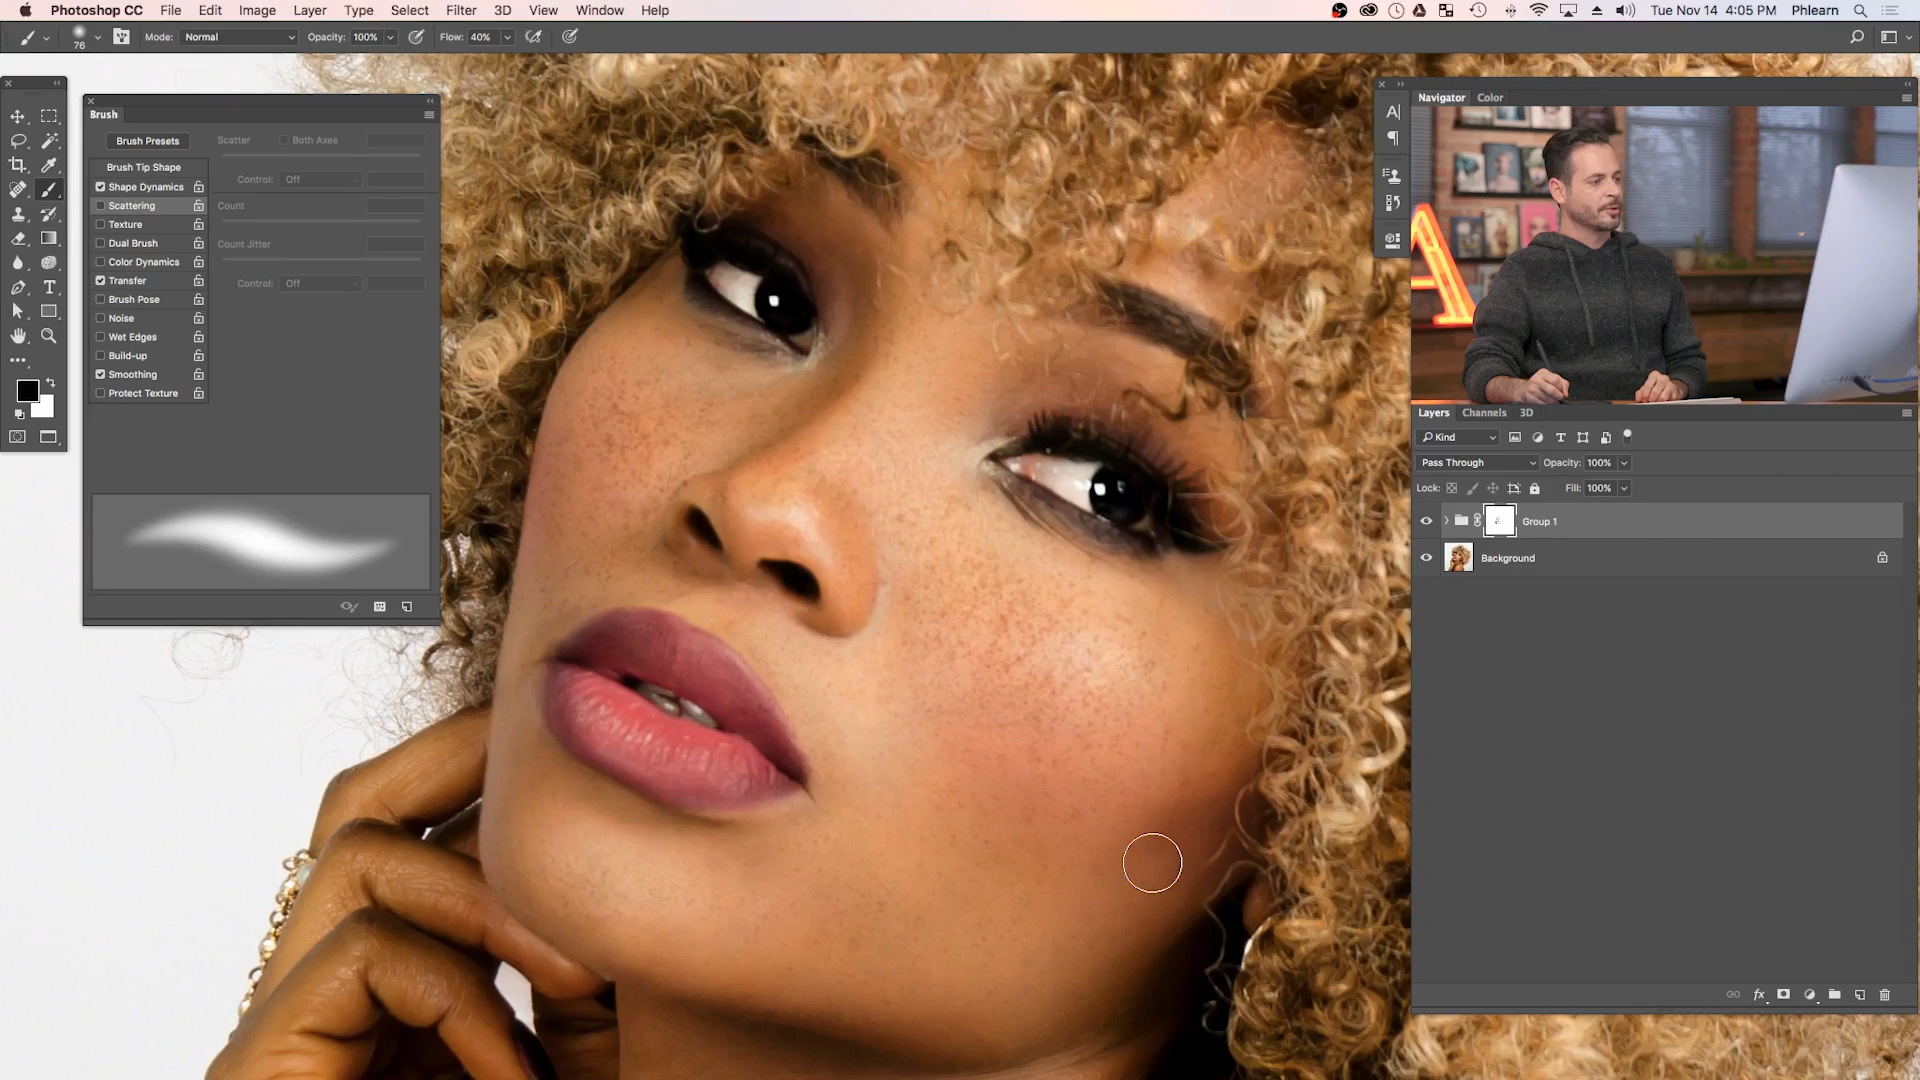 Photoshop CC File Edit Image Layer Type Select Filter 3D View Window Help Tue Nov 14 4:05 PM Phlearn
76 Mode: Normal Opacity: 100% Flow: 40%
Brush
Brush Presets
Brush Tip Shape
Shape Dynamics
Scattering
Texture
Dual Brush
Color Dynamics
Transfer
Brush Pose
Noise
Wet Edges
Build-up
Smoothing
Protect Texture
Scatter Both Axes
Control: Off
Count
Count Jitter
Control: Off
Navigator Color
A
Layers Channels 3D
Kind
Pass Through Opacity: 100%
Lock: Fill: 100%
Group 1
Background
fx